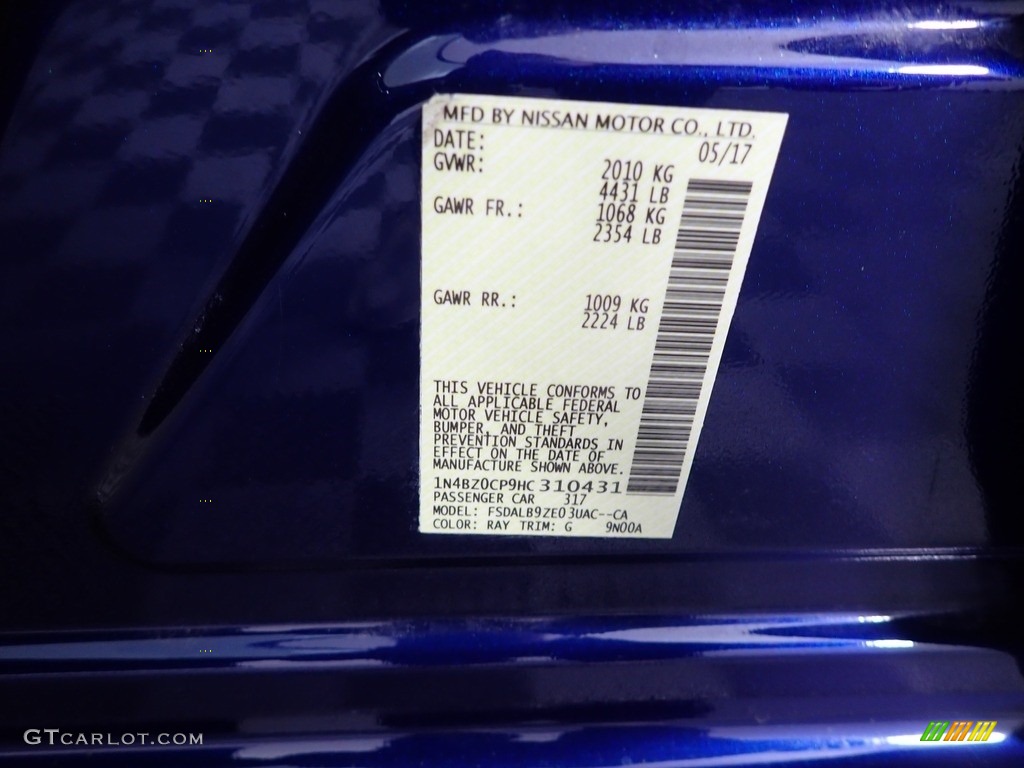 MFD BY NISSAN MOTOR CO., LTD.
DATE: 05/17
GVWR: 2010 KG
4431 LB
GAWR FR.: 1068 KG
2354 LB
GAWR RR.: 1009 KG
2224 LB
THIS VEHICLE CONFORMS TO
ALL APPLICABLE FEDERAL
MOTOR VEHICLE SAFETY,
BUMPER, AND THEFT
PREVENTION STANDARDS IN
EFFECT ON THE DATE OF
MANUFACTURE SHOWN ABOVE.
1N4BZ0CP9HC310431
PASSENGER CAR 317
MODEL: FSDALB9ZE03UAC--CA
COLOR: RAY TRIM: G 9N00A
GTCARLOT.COM